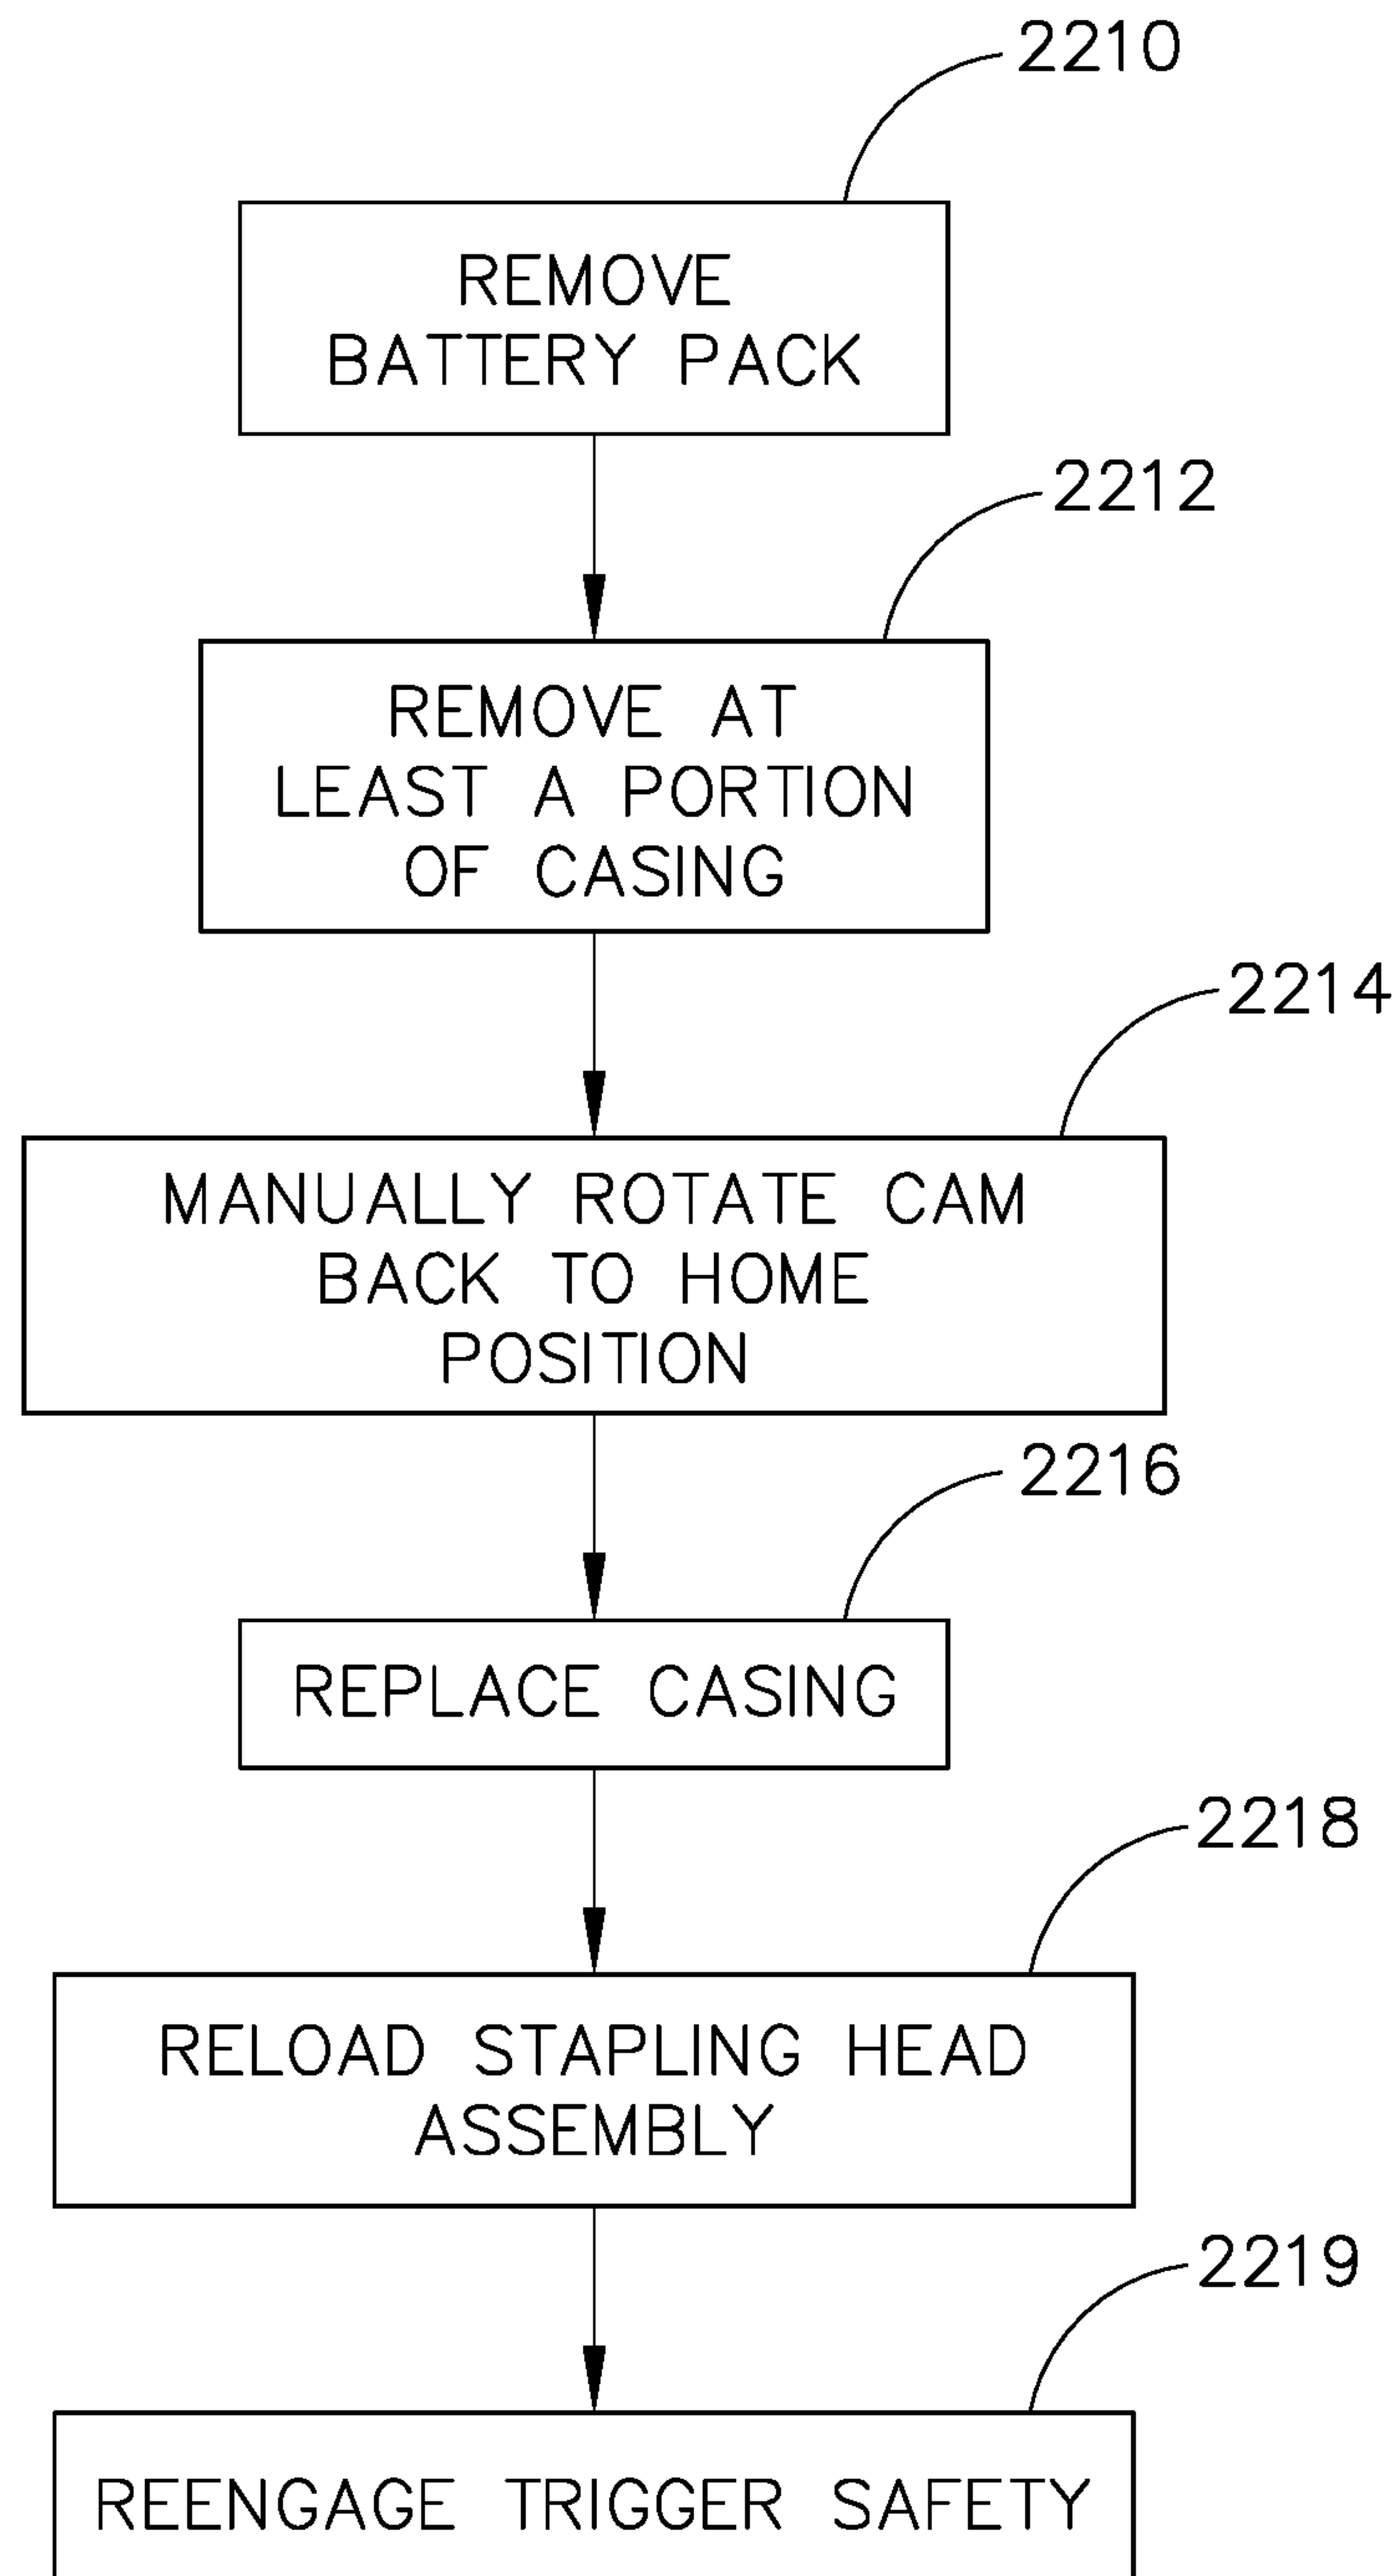 2210
REMOVE
BATTERY PACK
2212
REMOVE AT
LEAST A PORTION
OF CASING
2214
MANUALLY ROTATE CAM
BACK TO HOME
POSITION
2216
REPLACE CASING
2218
RELOAD STAPLING HEAD
ASSEMBLY
2219
REENGAGE TRIGGER SAFETY